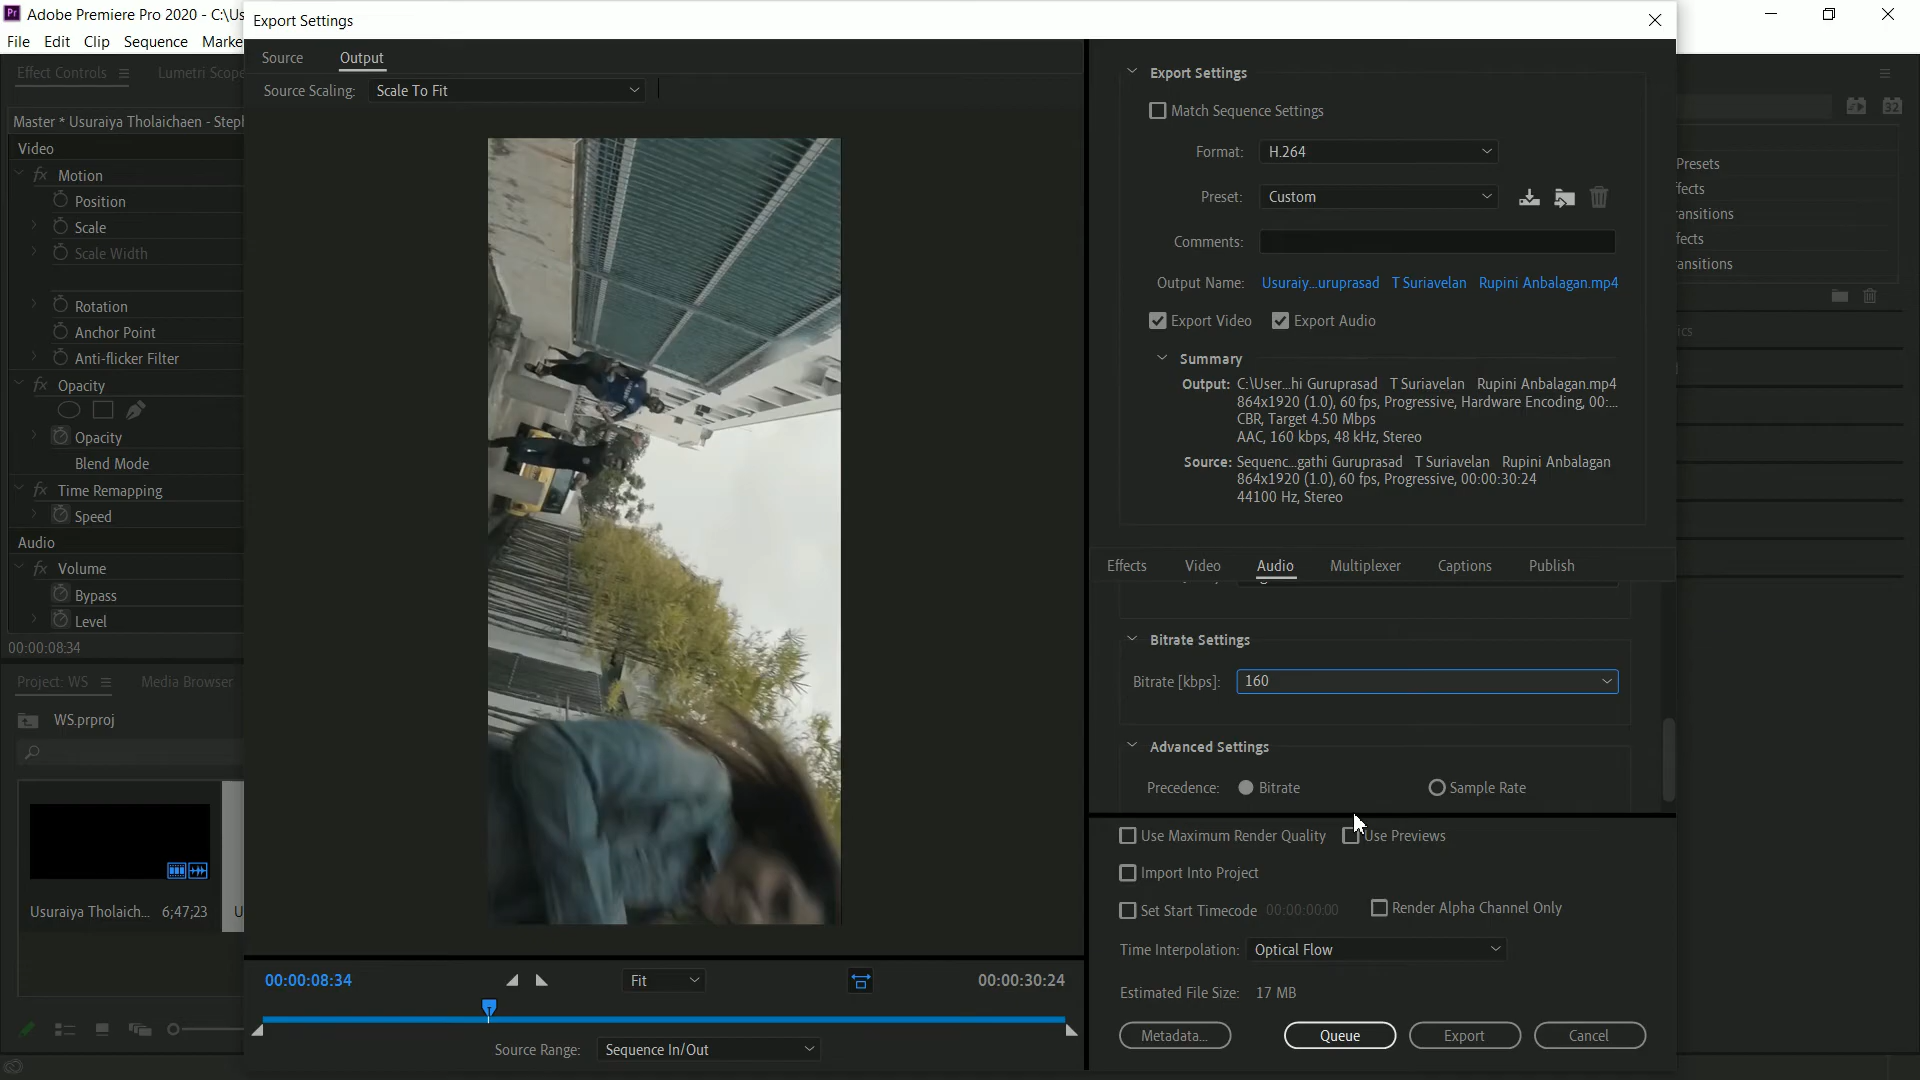 Adobe Premiere Pro 2020 - C:\Us
Export Settings
File Edit Clip Sequence Marke
Effect Controls
Lumetri Scope
Source
Output
Source Scaling: Scale To Fit
Master * Usuraiya Tholaichaen - Steph
Video
Motion
Position
Scale
Scale Width
Rotation
Anchor Point
Anti-flicker Filter
Opacity
Opacity
Blend Mode
Time Remapping
Speed
Audio
Volume
Bypass
Level
00:00:08:34
Project: WS
Media Browser
WS.prproj
Usuraiya Tholaich... 6;47;23
U
00:00:08:34
Fit
00:00:30:24
Source Range: Sequence In/Out
Export Settings
Match Sequence Settings
Format: H.264
Preset: Custom
Comments:
Output Name: Usuraiy...uruprasad T Suriavelan Rupini Anbalagan.mp4
Export Video
Export Audio
Summary
Output: C:\User...hi Guruprasad T Suriavelan Rupini Anbalagan.mp4
864x1920 (1.0), 60 fps, Progressive, Hardware Encoding, 00:...
CBR, Target 4.50 Mbps
AAC, 160 kbps, 48 kHz, Stereo
Source: Sequenc...gathi Guruprasad T Suriavelan Rupini Anbalagan
864x1920 (1.0), 60 fps, Progressive, 00:00:30:24
44100 Hz, Stereo
Effects Video Audio Multiplexer Captions Publish
Bitrate Settings
Bitrate [kbps]: 160
Advanced Settings
Precedence: Bitrate Sample Rate
Use Maximum Render Quality
Use Previews
Import Into Project
Set Start Timecode 00:00:00:00
Render Alpha Channel Only
Time Interpolation: Optical Flow
Estimated File Size: 17 MB
Metadata...
Queue
Export
Cancel
32
Presets
fects
ansitions
fects
ansitions
ics